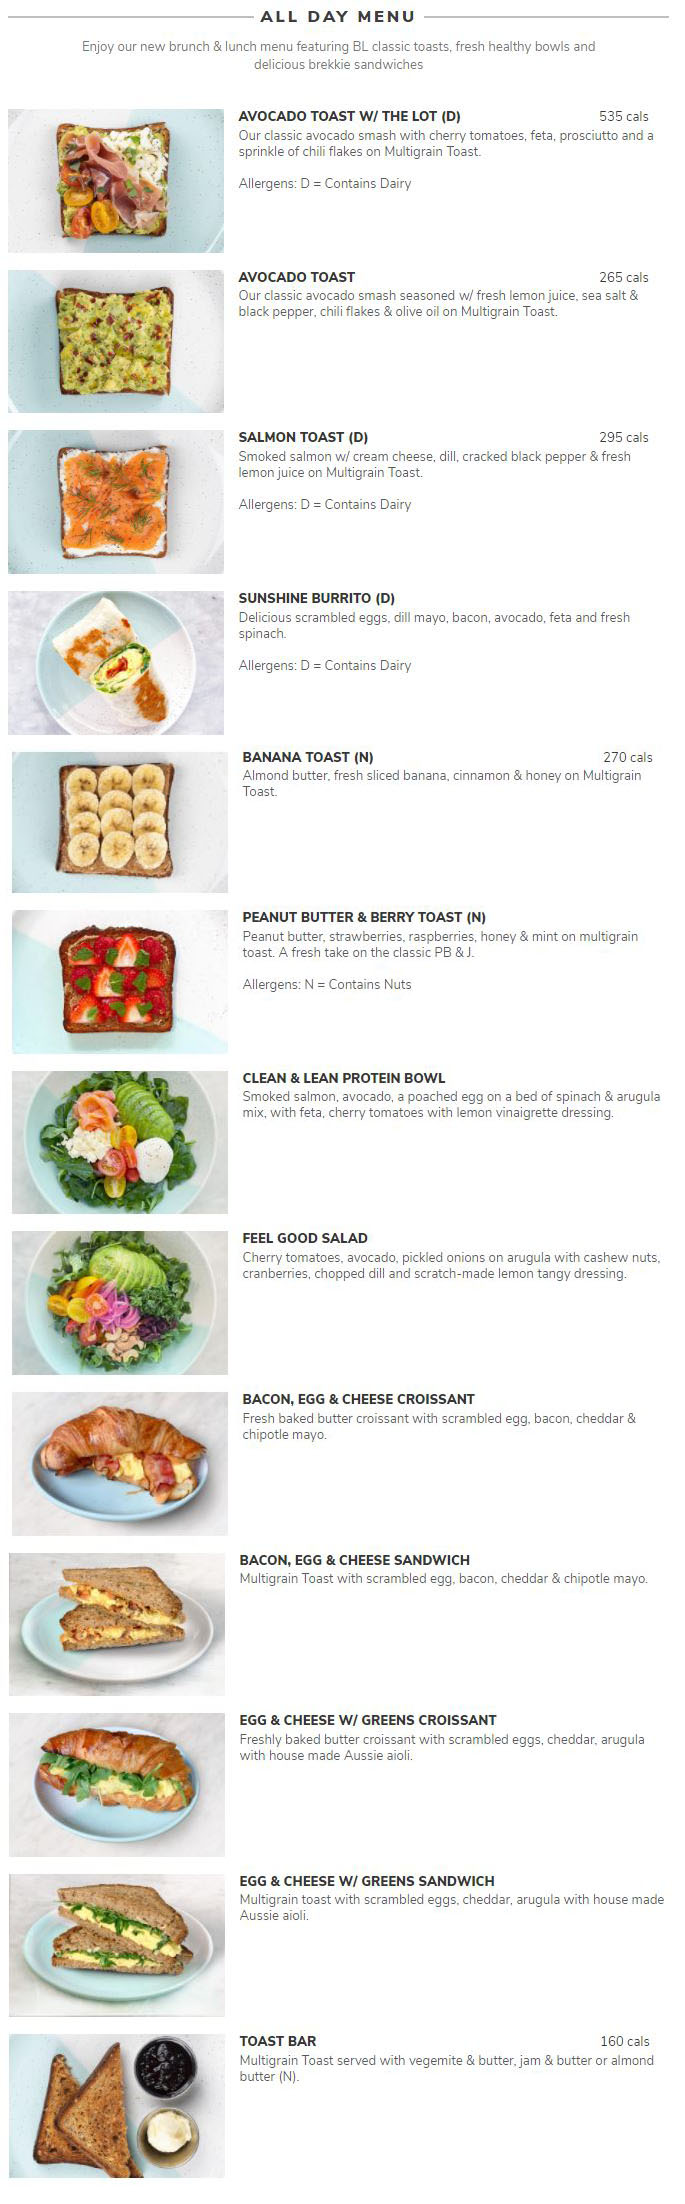 ALL DAY MENU
Enjoy our new brunch & lunch menu featuring BL classic toasts, fresh healthy bowls and
delicious brekkie sandwiches
AVOCADO TOAST W/ THE LOT (D) 535 cals
Our classic avocado smash with cherry tomatoes, feta, prosciutto and a
sprinkle of chili flakes on Multigrain Toast.
Allergens: D = Contains Dairy
AVOCADO TOAST 265 cals
Our classic avocado smash seasoned w/ fresh lemon juice, sea salt &
black pepper, chili flakes & olive oil on Multigrain Toast.
SALMON TOAST (D) 295 cals
Smoked salmon w/ cream cheese, dill, cracked black pepper & fresh
lemon juice on Multigrain Toast.
Allergens: D = Contains Dairy
SUNSHINE BURRITO (D)
Delicious scrambled eggs, dill mayo, bacon, avocado, feta and fresh
spinach.
Allergens: D = Contains Dairy
BANANA TOAST (N) 270 cals
Almond butter, fresh sliced banana, cinnamon & honey on Multigrain
Toast.
PEANUT BUTTER & BERRY TOAST (N)
Peanut butter, strawberries, raspberries, honey & mint on multigrain
toast. A fresh take on the classic PB & J.
Allergens: N = Contains Nuts
CLEAN & LEAN PROTEIN BOWL
Smoked salmon, avocado, a poached egg on a bed of spinach & arugula
mix, with feta, cherry tomatoes with lemon vinaigrette dressing.
FEEL GOOD SALAD
Cherry tomatoes, avocado, pickled onions on arugula with cashew nuts,
cranberries, chopped dill and scratch-made lemon tangy dressing.
BACON, EGG & CHEESE CROISSANT
Fresh baked butter croissant with scrambled egg, bacon, cheddar &
chipotle mayo.
BACON, EGG & CHEESE SANDWICH
Multigrain Toast with scrambled egg, bacon, cheddar & chipotle mayo.
EGG & CHEESE W/ GREENS CROISSANT
Freshly baked butter croissant with scrambled eggs, cheddar, arugula
with house made Aussie aioli.
EGG & CHEESE W/ GREENS SANDWICH
Multigrain toast with scrambled eggs, cheddar, arugula with house made
Aussie aioli.
TOAST BAR 160 cals
Multigrain Toast served with vegemite & butter, jam & butter or almond
butter (N).